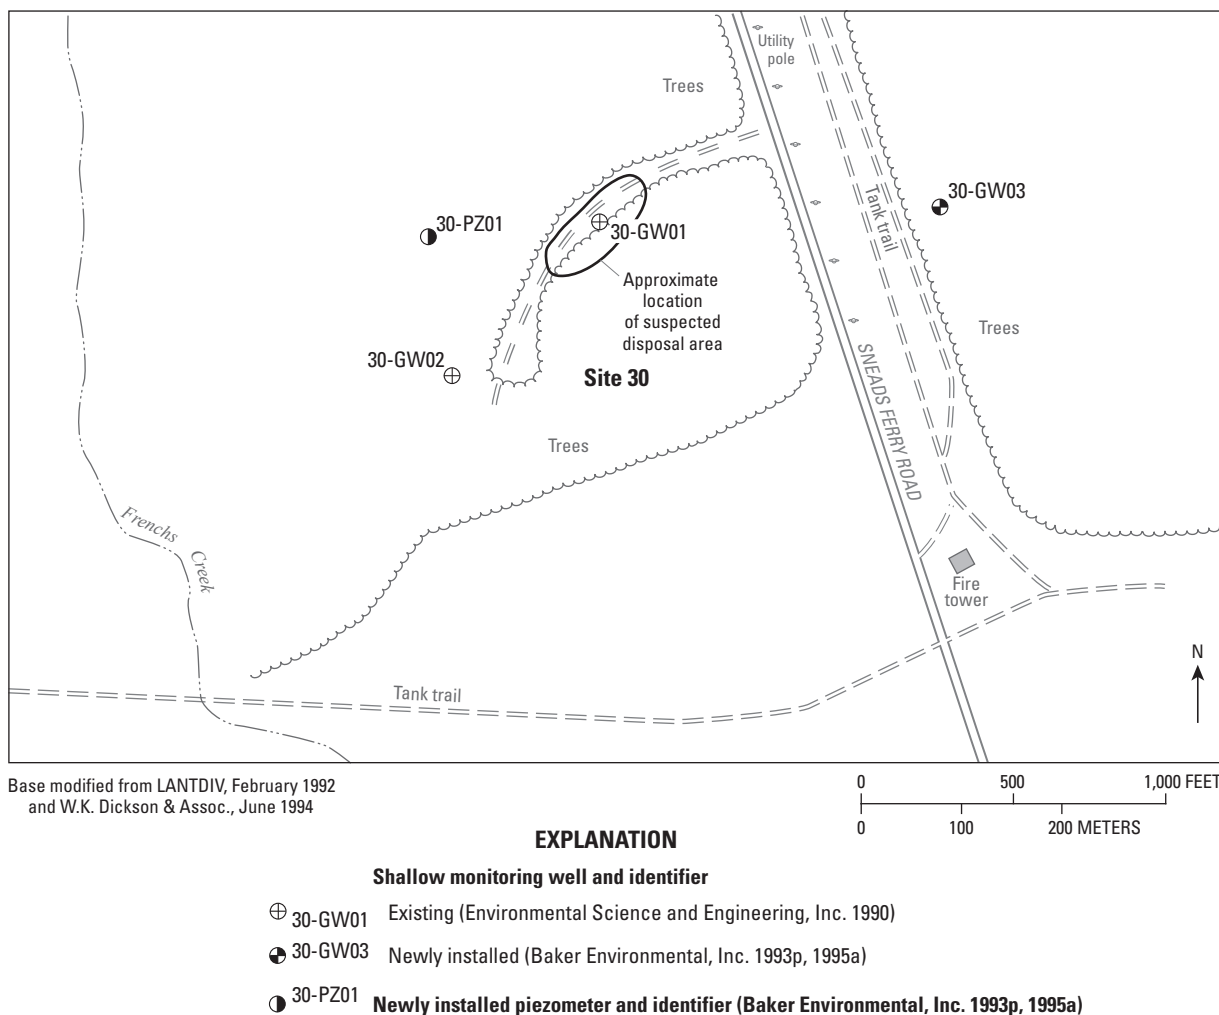 Utility
pole
Trees
30-GW03
30-PZ01
30-GW01
Tank trail
Approximate
location
of suspected
disposal area
Trees
30-GW02
Site 30
SNEADS FERRY ROAD
Trees
Frenchs
Creek
Fire
tower
N
Tank trail
Base modified from LANTDIV, February 1992
and W.K. Dickson & Assoc., June 1994
0 500 1,000 FEET
0 100 200 METERS
EXPLANATION
Shallow monitoring well and identifier
30-GW01 Existing (Environmental Science and Engineering, Inc. 1990)
30-GW03 Newly installed (Baker Environmental, Inc. 1993p, 1995a)
30-PZ01 Newly installed piezometer and identifier (Baker Environmental, Inc. 1993p, 1995a)